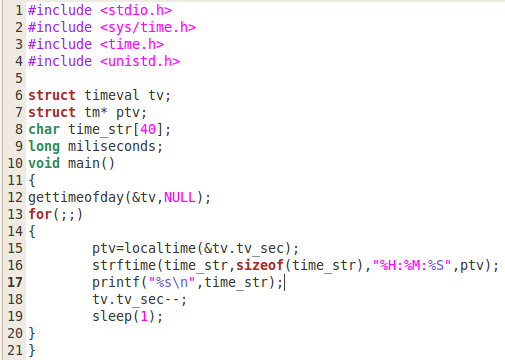 1 #include <stdio.h>
2 #include <sys/time.h>
3 #include <time.h>
4 #include <unistd.h>
5
6 struct timeval tv;
7 struct tm* ptv;
8 char time_str[40];
9 long miliseconds;
10 void main()
11 {
12 gettimeofday(&tv,NULL);
13 for(;;)
14 {
15         ptv=localtime(&tv.tv_sec);
16         strftime(time_str,sizeof(time_str),"%H:%M:%S",ptv);
17         printf("%s\n",time_str);
18         tv.tv_sec--;
19         sleep(1);
20 }
21 }